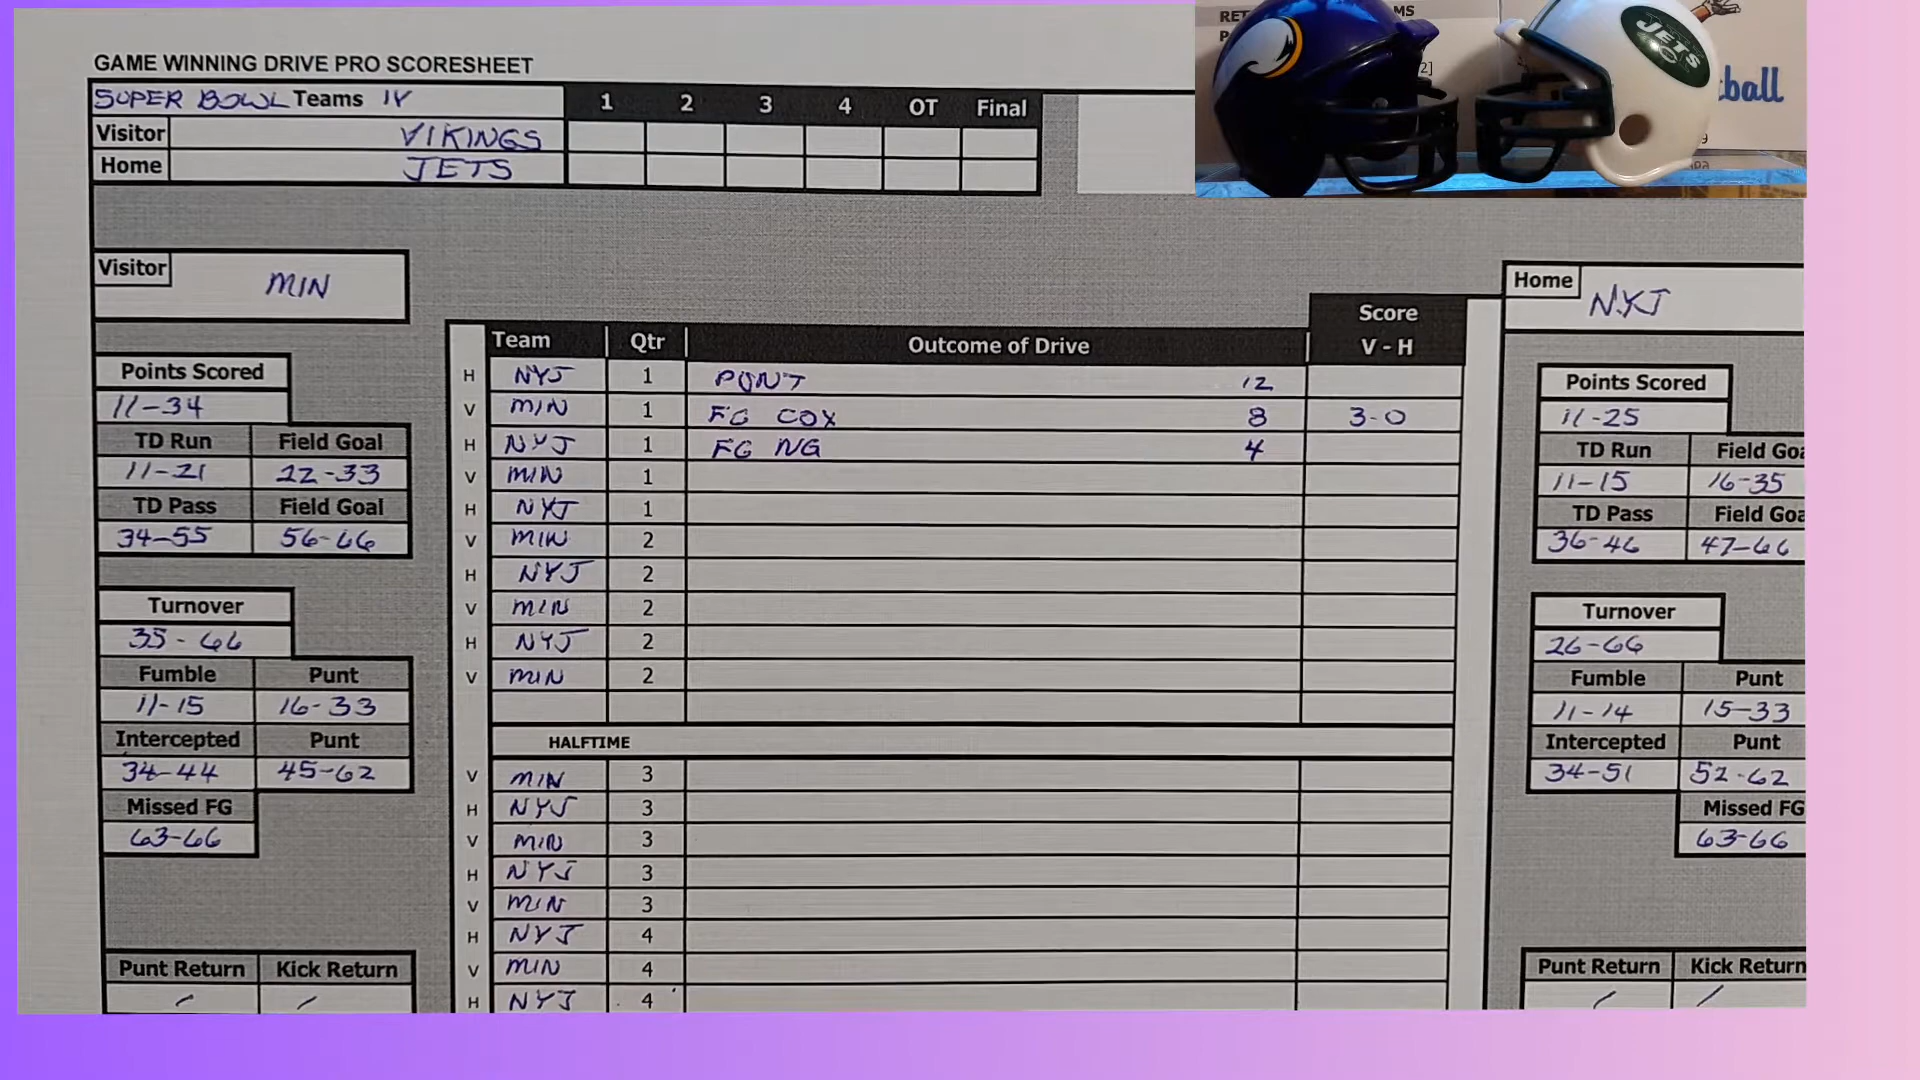 GAME WINNING DRIVE PRO SCORESHEET
SUPER BOWL Teams IV 1 2 3 4 OT Final
Visitor VIKINGS
Home JETS
MS
2]
JETS
ball
Visitor MIN
Points Scored
11-34
TD Run Field Goal
11-21 22-33
TD Pass Field Goal
34-55 56-66
Turnover
35-66
Fumble Punt
11-15 16-33
Intercepted Punt
34-44 45-62
Missed FG
63-66
Punt Return Kick Return
Team Qtr Outcome of Drive Score V - H
H NYJ 1 PUNT 12
V MIN 1 FG COX 8 3-0
H NYJ 1 FG NG 4
V MIN 1
H NYJ 1
V MIN 2
H NYJ 2
V MIN 2
H NYJ 2
V MIN 2
HALFTIME
V MIN 3
H NYJ 3
V MIN 3
H NYJ 3
V MIN 3
H NYJ 4
V MIN 4
H NYJ 4
Home NYJ
Points Scored
11-25
TD Run Field Goa
11-15 16-35
TD Pass Field Goa
36-46 47-66
Turnover
26-66
Fumble Punt
11-14 15-33
Intercepted Punt
34-51 52-62
Missed FG
63-66
Punt Return Kick Return